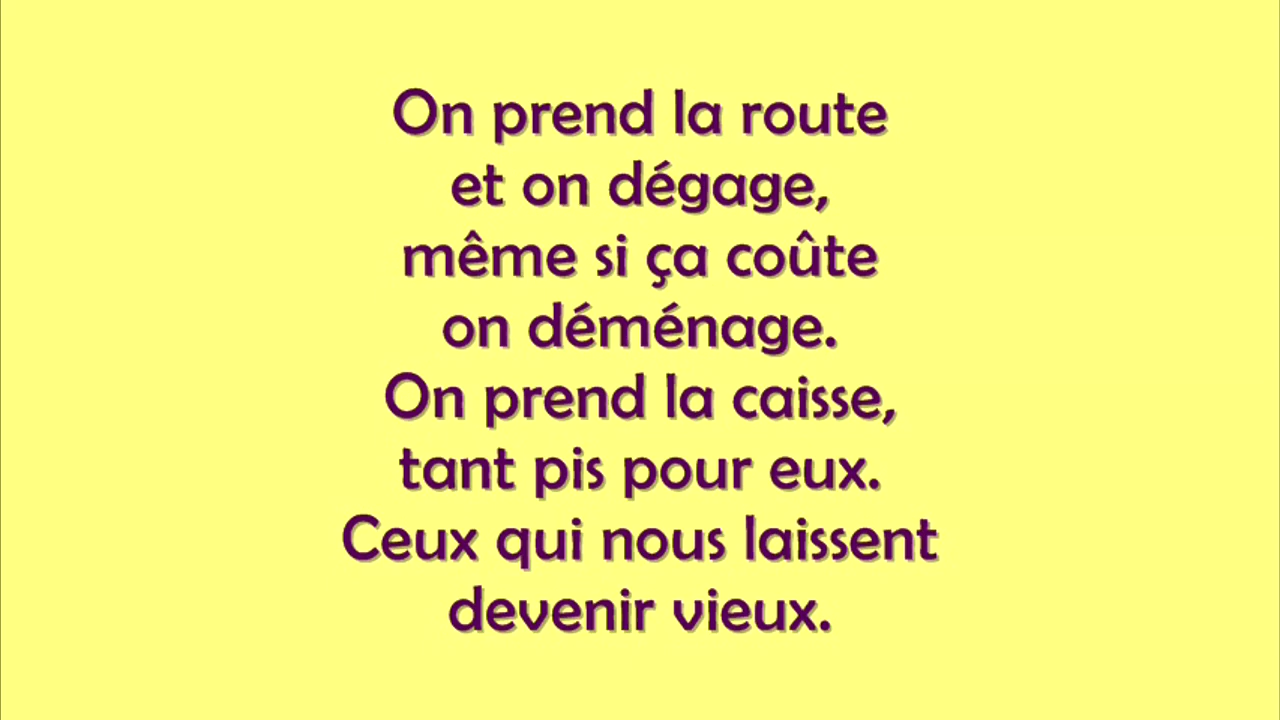 On prend la route
et on dégage,
même si ça coûte
on déménage.
On prend la caisse,
tant pis pour eux.
Ceux qui nous laissent
devenir vieux.